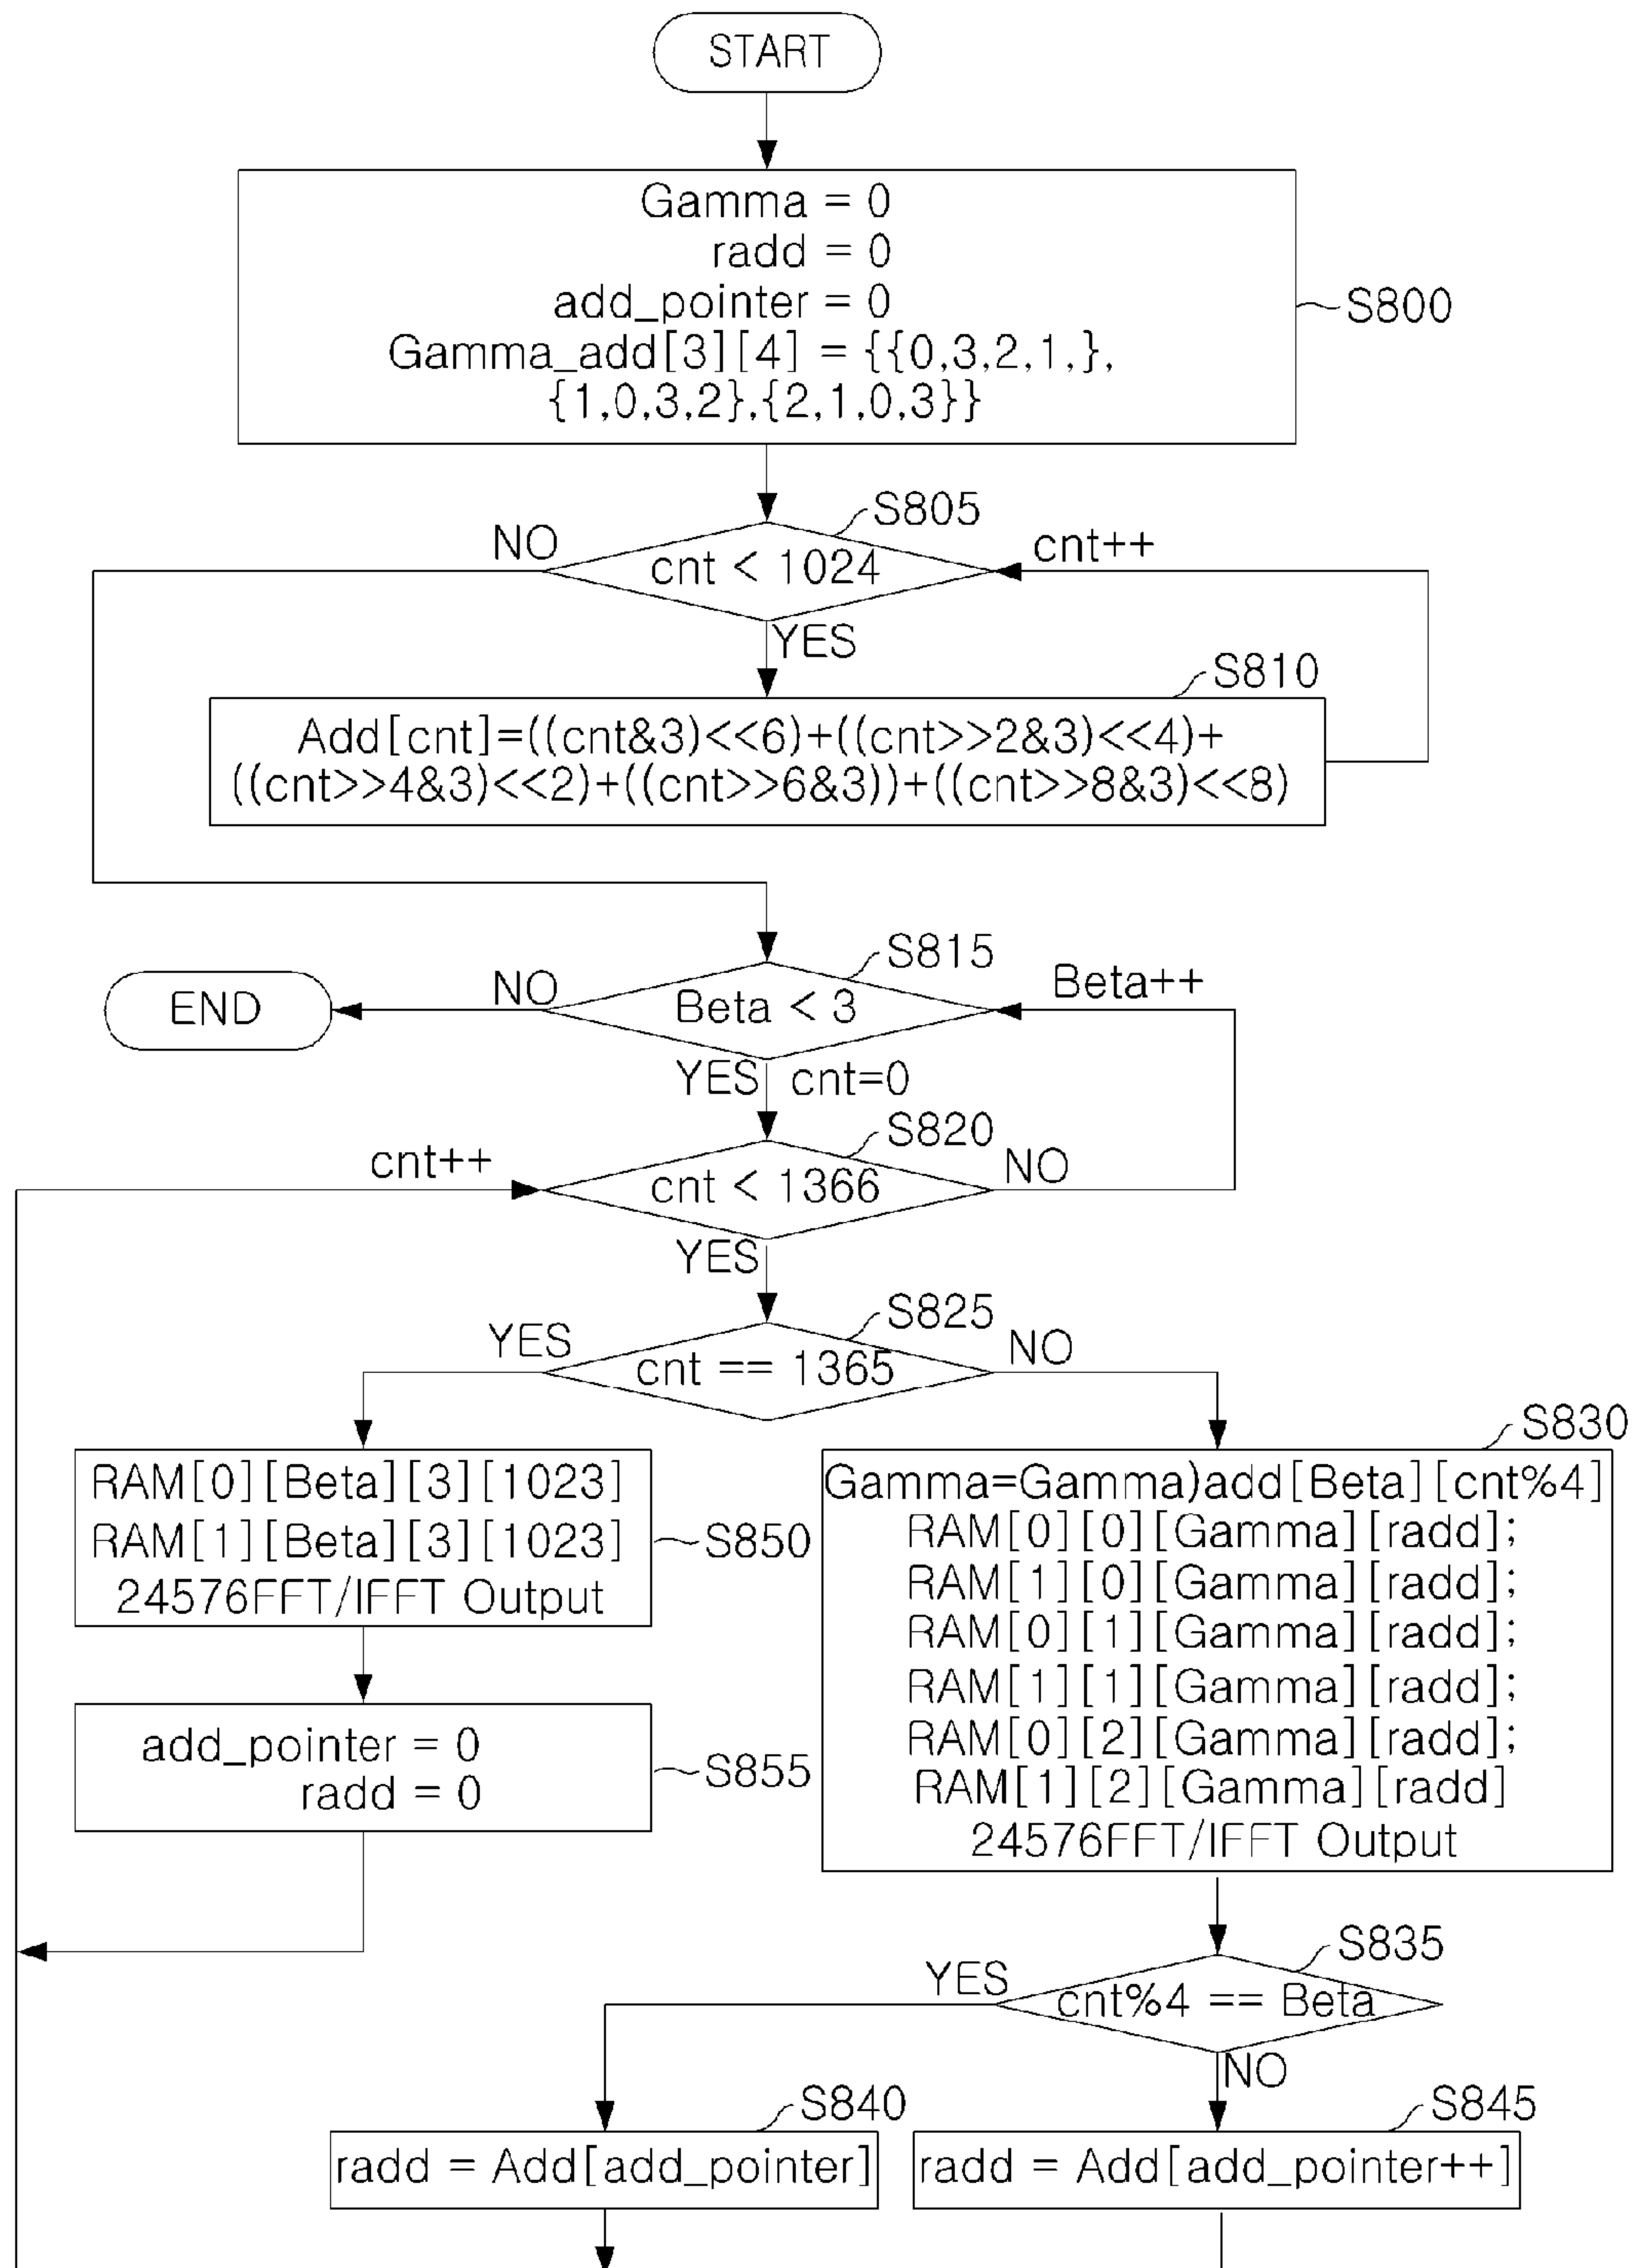 START
Gamma = 0
radd = 0
add_pointer = 0
Gamma_add[3][4] = {{0,3,2,1,},
{1,0,3,2},{2,1,0,3}}
S800
S805
NO
cnt < 1024
cnt++
YES
S810
Add[cnt]=((cnt&3)<<6)+((cnt>>2&3)<<4)+
((cnt>>4&3)<<2)+((cnt>>6&3))+((cnt>>8&3)<<8)
S815
END
NO
Beta < 3
Beta++
YES cnt=0
S820
cnt++
cnt < 1366
NO
YES
S825
YES
cnt == 1365
NO
S830
RAM[0][Beta][3][1023]
RAM[1][Beta][3][1023]
24576FFT/IFFT Output
S850
Gamma=Gamma)add[Beta][cnt%4]
RAM[0][0][Gamma][radd];
RAM[1][0][Gamma][radd];
RAM[0][1][Gamma][radd];
RAM[1][1][Gamma][radd];
RAM[0][2][Gamma][radd];
RAM[1][2][Gamma][radd]
24576FFT/IFFT Output
add_pointer = 0
radd = 0
S855
S835
YES
cnt%4 == Beta
NO
S840
radd = Add[add_pointer]
S845
radd = Add[add_pointer++]